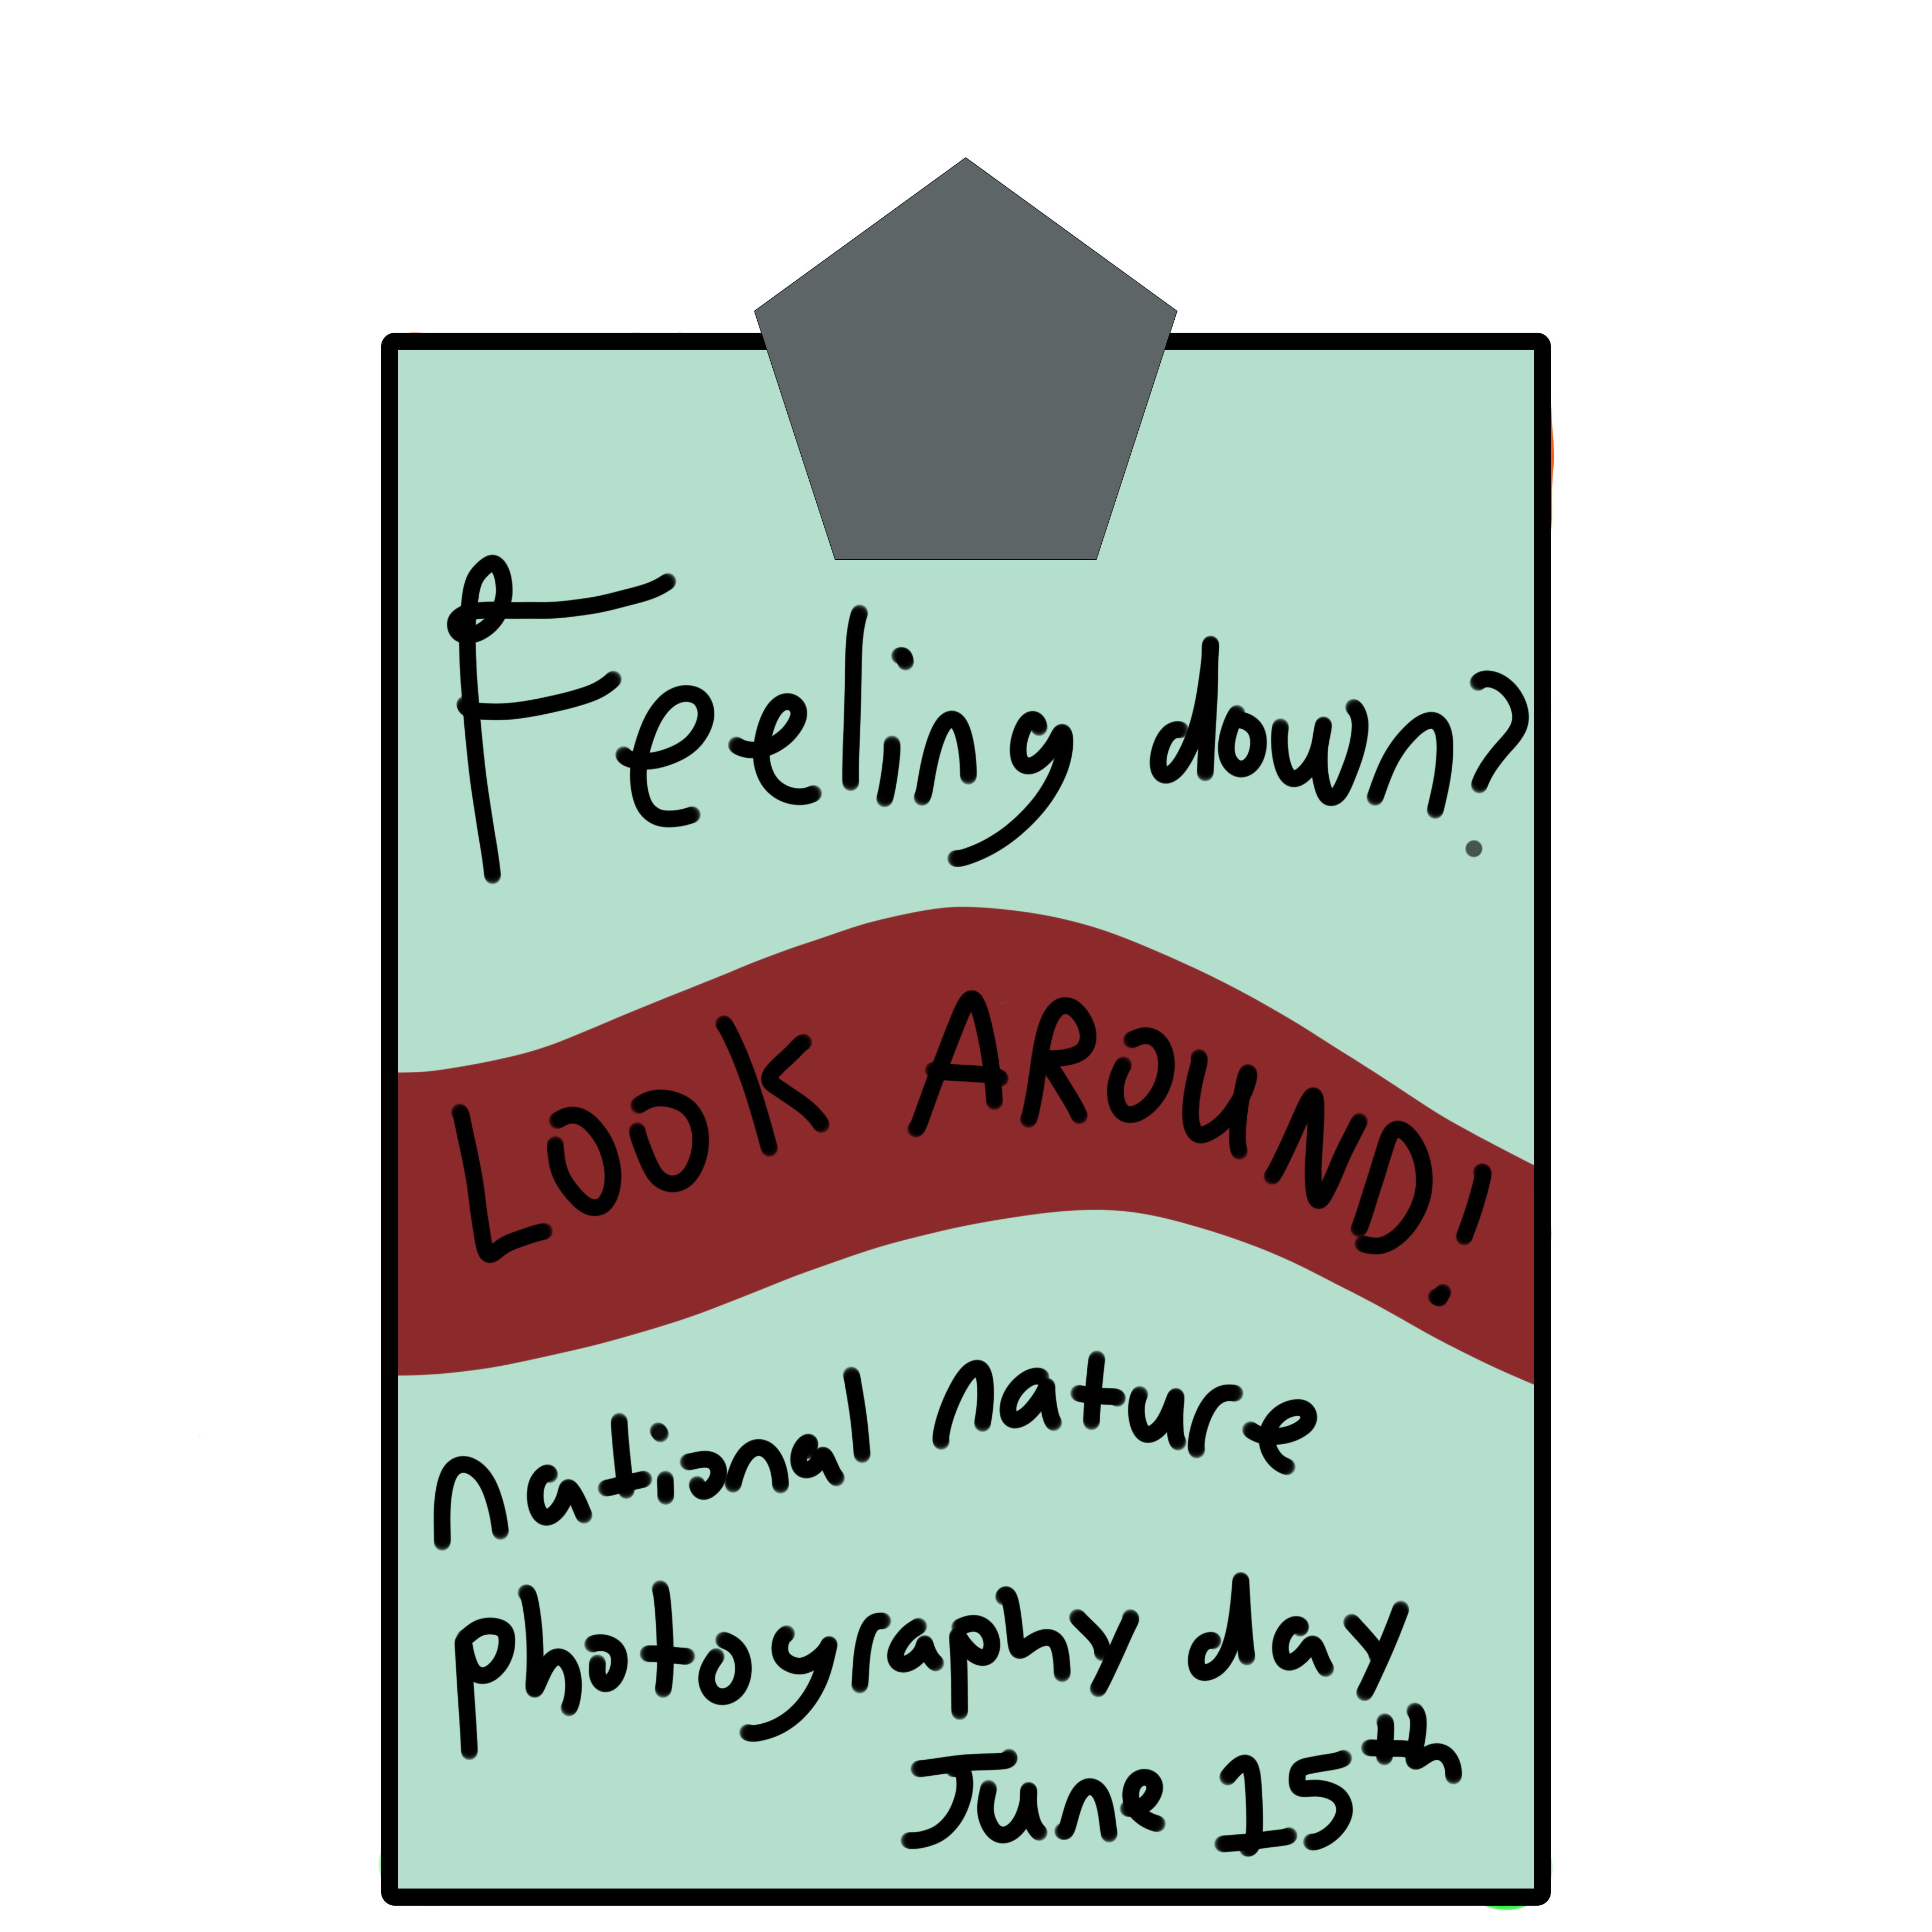 Feeling down?
LOOK AROUND!
national nature
photography day
June 15th